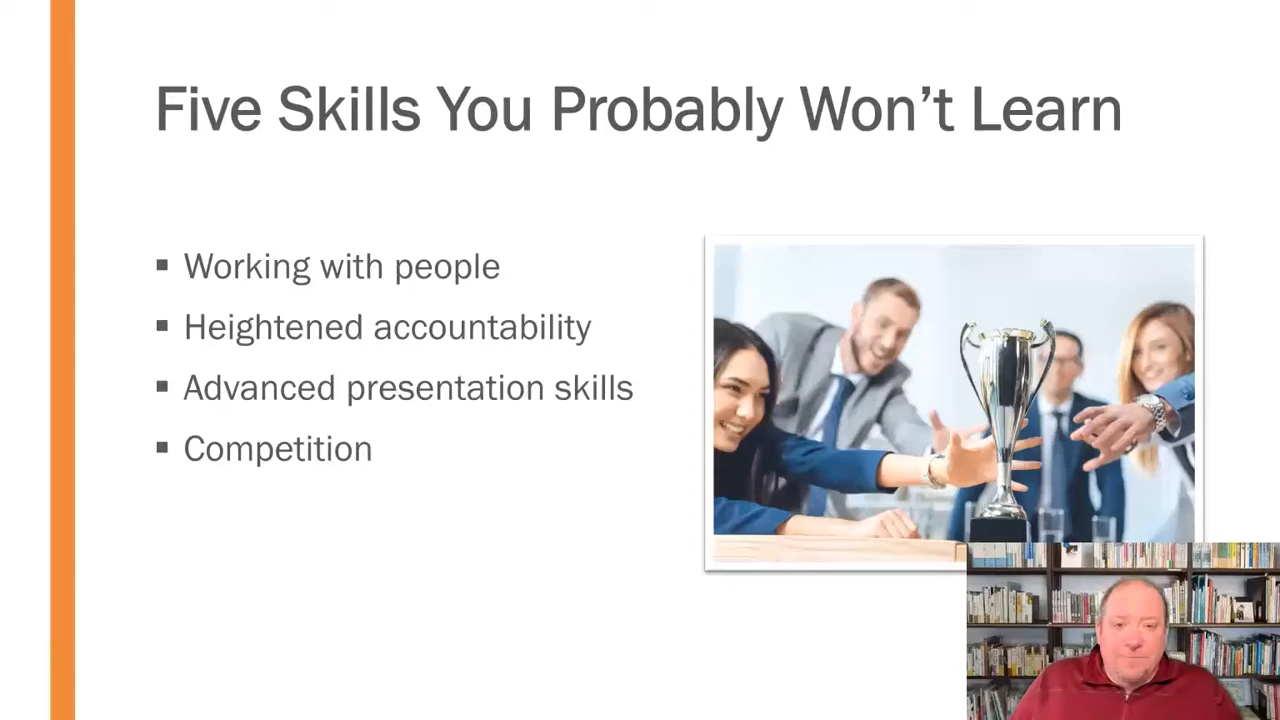 Five Skills You Probably Won't Learn
▪ Working with people
▪ Heightened accountability
▪ Advanced presentation skills
▪ Competition